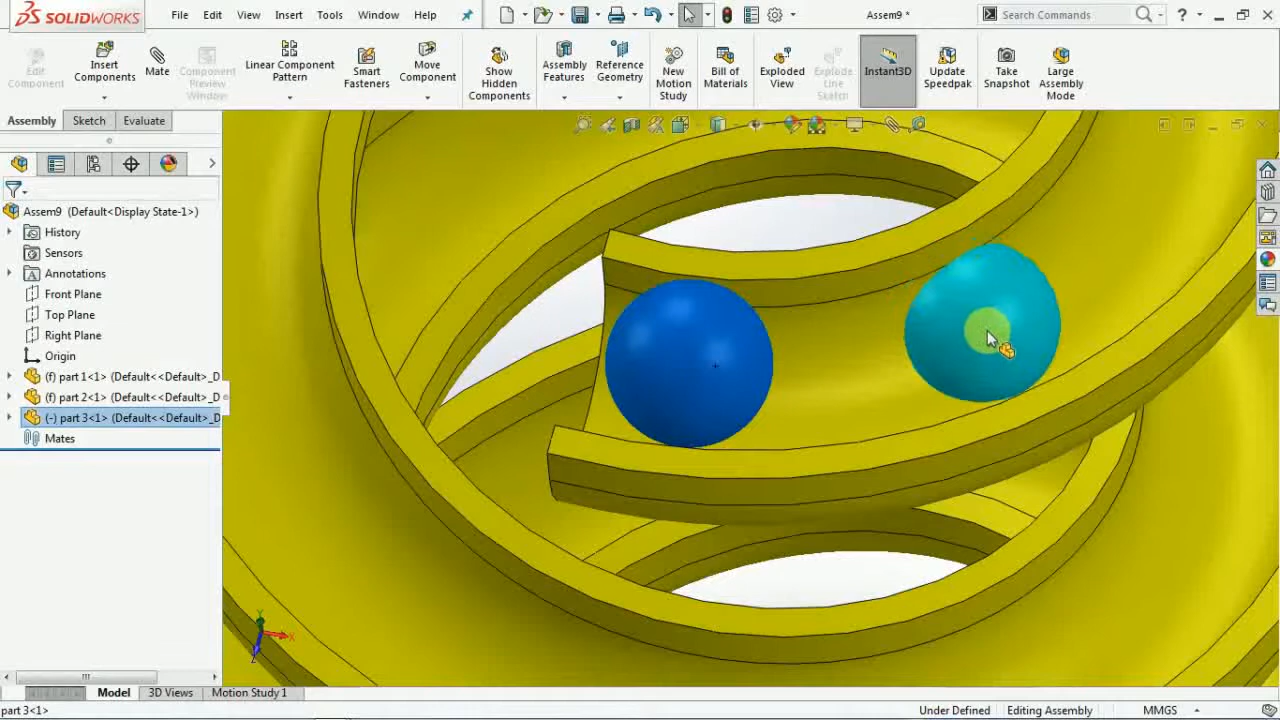 SOLIDWORKS
File Edit View Insert Tools Window Help
Assem9 *
Search Commands
?
Edit Component
Insert Components
Mate
Component Preview Window
Linear Component Pattern
Smart Fasteners
Move Component
Show Hidden Components
Assembly Features
Reference Geometry
New Motion Study
Bill of Materials
Exploded View
Explode Line Sketch
Instant3D
Update Speedpak
Take Snapshot
Large Assembly Mode
Assembly Sketch Evaluate
Assem9 (Default<Display State-1>)
History
Sensors
Annotations
Front Plane
Top Plane
Right Plane
Origin
(f) part 1<1> (Default<<Default>_D
(f) part 2<1> (Default<<Default>_D
(-) part 3<1> (Default<<Default>_D
Mates
Y
X
Z
Model 3D Views Motion Study 1
part 3<1>
Under Defined Editing Assembly MMGS